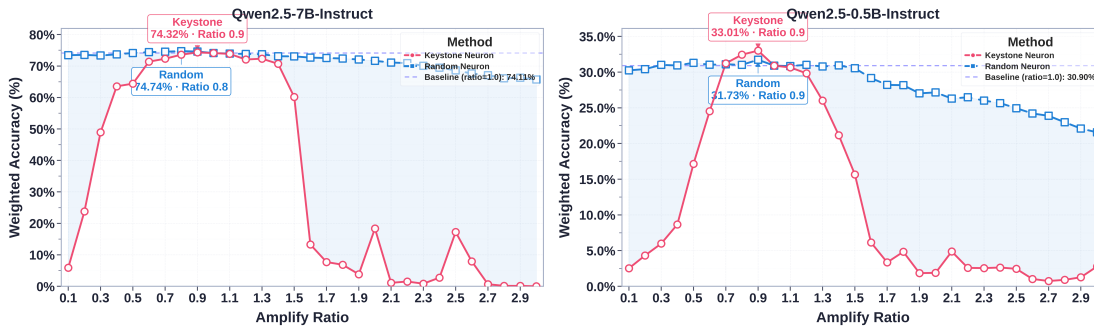 Qwen2.5-7B-Instruct
Keystone
74.32% · Ratio 0.9
Random
74.74% · Ratio 0.8
Method
Keystone Neuron
Random Neuron
Baseline (ratio=1.0): 74.11%
Weighted Accuracy (%)
80%
70%
60%
50%
40%
30%
20%
10%
0%
0.1 0.3 0.5 0.7 0.9 1.1 1.3 1.5 1.7 1.9 2.1 2.3 2.5 2.7 2.9
Amplify Ratio
Qwen2.5-0.5B-Instruct
Keystone
33.01% · Ratio 0.9
Random
31.73% · Ratio 0.9
Method
Keystone Neuron
Random Neuron
Baseline (ratio=1.0): 30.90%
Weighted Accuracy (%)
35.0%
30.0%
25.0%
20.0%
15.0%
10.0%
5.0%
0.0%
0.1 0.3 0.5 0.7 0.9 1.1 1.3 1.5 1.7 1.9 2.1 2.3 2.5 2.7 2.9
Amplify Ratio